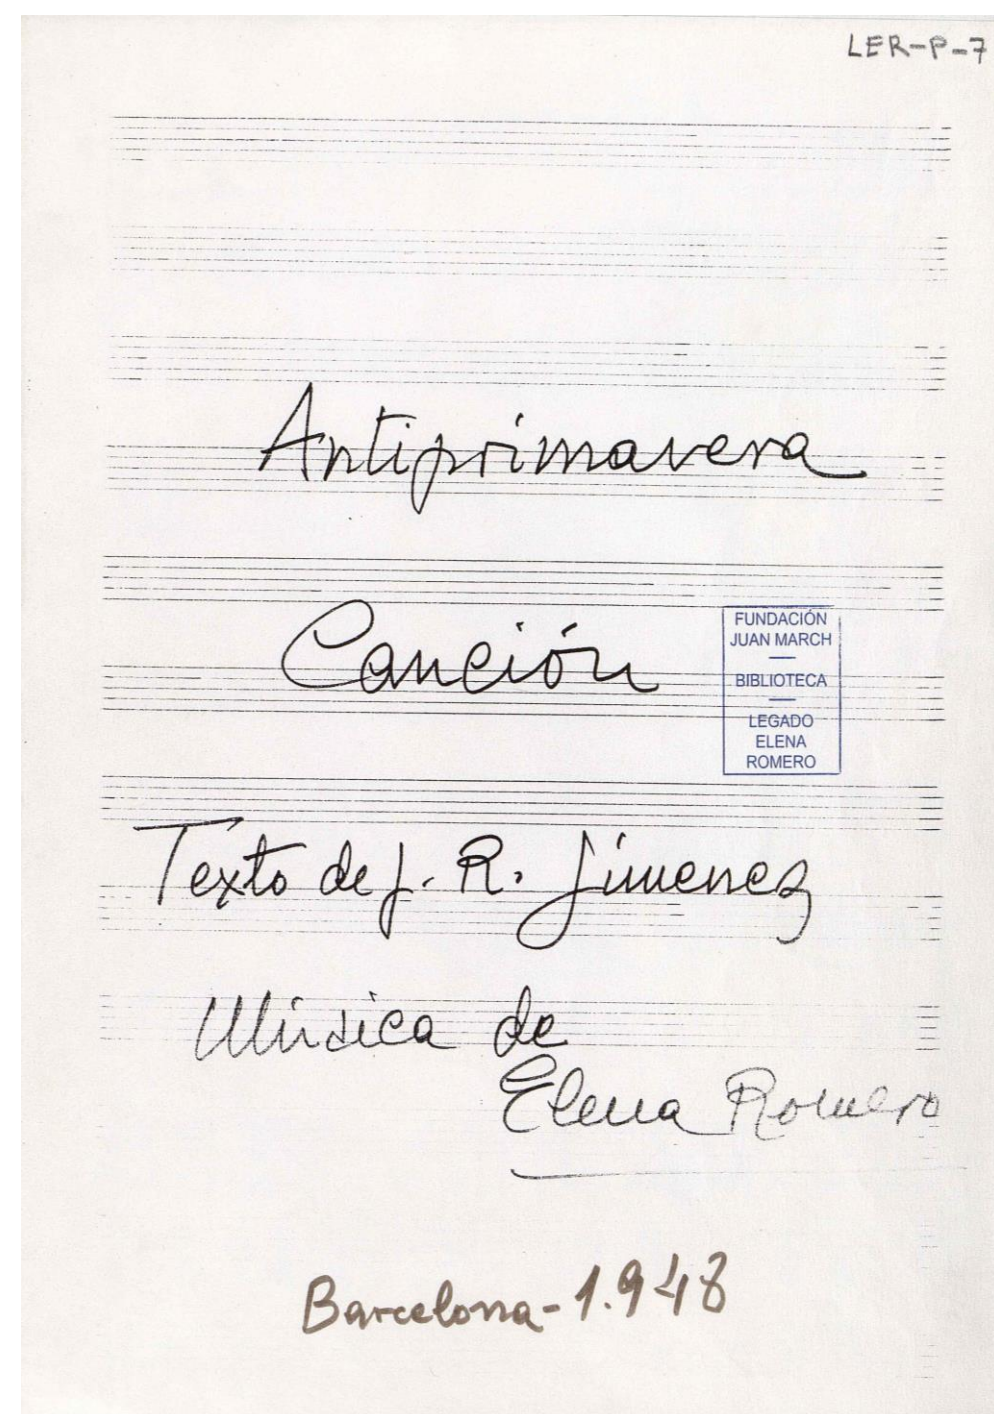 LER-P-7
Antiprimavera
Canción
FUNDACIÓN
JUAN MARCH
BIBLIOTECA
LEGADO
ELENA
ROMERO
Texto de J. R. Jimenez
Música de
Elena Romero
Barcelona - 1.948